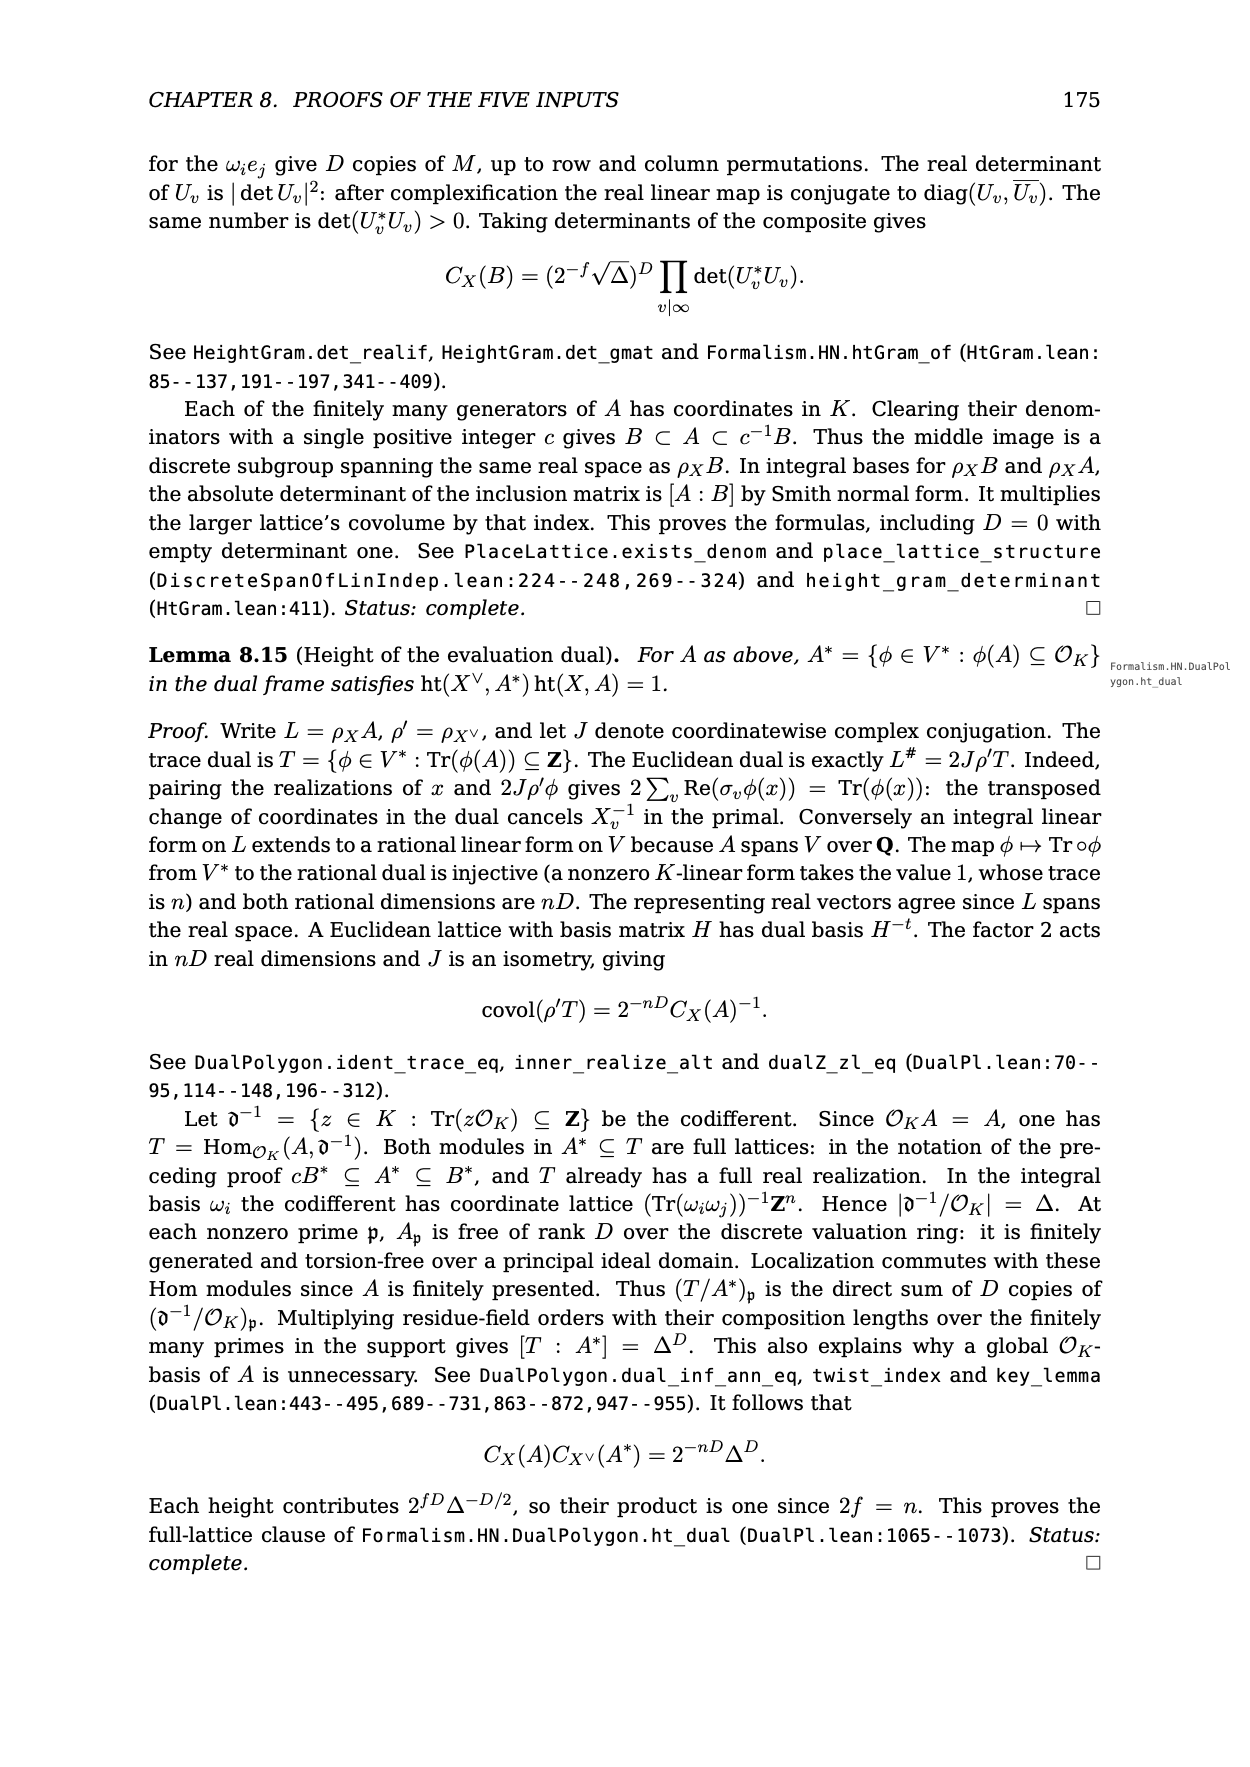 CHAPTER 8. PROOFS OF THE FIVE INPUTS 175
for the ω_i e_j give D copies of M, up to row and column permutations. The real determinant
of U_v is | det U_v|²: after complexification the real linear map is conjugate to diag(U_v, \overline{U_v}). The
same number is det(U_v^* U_v) > 0. Taking determinants of the composite gives
C_X(B) = (2^{−f}√Δ)^D ∏_{v|∞} det(U_v^* U_v).
See HeightGram.det_realif, HeightGram.det_gmat and Formalism.HN.htGram_of (HtGram.lean:
85--137,191--197,341--409).
Each of the finitely many generators of A has coordinates in K. Clearing their denom-
inators with a single positive integer c gives B ⊂ A ⊂ c^{−1}B. Thus the middle image is a
discrete subgroup spanning the same real space as ρ_X B. In integral bases for ρ_X B and ρ_X A,
the absolute determinant of the inclusion matrix is [A : B] by Smith normal form. It multiplies
the larger lattice’s covolume by that index. This proves the formulas, including D = 0 with
empty determinant one. See PlaceLattice.exists_denom and place_lattice_structure
(DiscreteSpanOfLinIndep.lean:224--248,269--324) and height_gram_determinant
(HtGram.lean:411). Status: complete. □
Lemma 8.15 (Height of the evaluation dual). For A as above, A* = {φ ∈ V* : φ(A) ⊆ 𝒪_K}
in the dual frame satisfies ht(X^∨, A*) ht(X, A) = 1.
Formalism.HN.DualPol
ygon.ht_dual
Proof. Write L = ρ_X A, ρ′ = ρ_{X^∨}, and let J denote coordinatewise complex conjugation. The
trace dual is T = {φ ∈ V* : Tr(φ(A)) ⊆ Z}. The Euclidean dual is exactly L^# = 2Jρ′T. Indeed,
pairing the realizations of x and 2Jρ′φ gives 2∑_v Re(σ_v φ(x)) = Tr(φ(x)): the transposed
change of coordinates in the dual cancels X_v^{−1} in the primal. Conversely an integral linear
form on L extends to a rational linear form on V because A spans V over Q. The map φ ↦ Tr ∘φ
from V* to the rational dual is injective (a nonzero K-linear form takes the value 1, whose trace
is n) and both rational dimensions are nD. The representing real vectors agree since L spans
the real space. A Euclidean lattice with basis matrix H has dual basis H^{−t}. The factor 2 acts
in nD real dimensions and J is an isometry, giving
covol(ρ′T) = 2^{−nD} C_X(A)^{−1}.
See DualPolygon.ident_trace_eq, inner_realize_alt and dualZ_zl_eq (DualPl.lean:70--
95,114--148,196--312).
Let 𝔡^{−1} = {z ∈ K : Tr(z𝒪_K) ⊆ Z} be the codifferent. Since 𝒪_K A = A, one has
T = Hom_{𝒪_K}(A, 𝔡^{−1}). Both modules in A* ⊆ T are full lattices: in the notation of the pre-
ceding proof cB* ⊆ A* ⊆ B*, and T already has a full real realization. In the integral
basis ω_i the codifferent has coordinate lattice (Tr(ω_i ω_j))^{−1}Z^n. Hence |𝔡^{−1}/𝒪_K| = Δ. At
each nonzero prime 𝔭, A_𝔭 is free of rank D over the discrete valuation ring: it is finitely
generated and torsion-free over a principal ideal domain. Localization commutes with these
Hom modules since A is finitely presented. Thus (T/A*)_𝔭 is the direct sum of D copies of
(𝔡^{−1}/𝒪_K)_𝔭. Multiplying residue-field orders with their composition lengths over the finitely
many primes in the support gives [T : A*] = Δ^D. This also explains why a global 𝒪_K-
basis of A is unnecessary. See DualPolygon.dual_inf_ann_eq, twist_index and key_lemma
(DualPl.lean:443--495,689--731,863--872,947--955). It follows that
C_X(A)C_{X^∨}(A*) = 2^{−nD}Δ^D.
Each height contributes 2^{fD}Δ^{−D/2}, so their product is one since 2f = n. This proves the
full-lattice clause of Formalism.HN.DualPolygon.ht_dual (DualPl.lean:1065--1073). Status:
complete. □